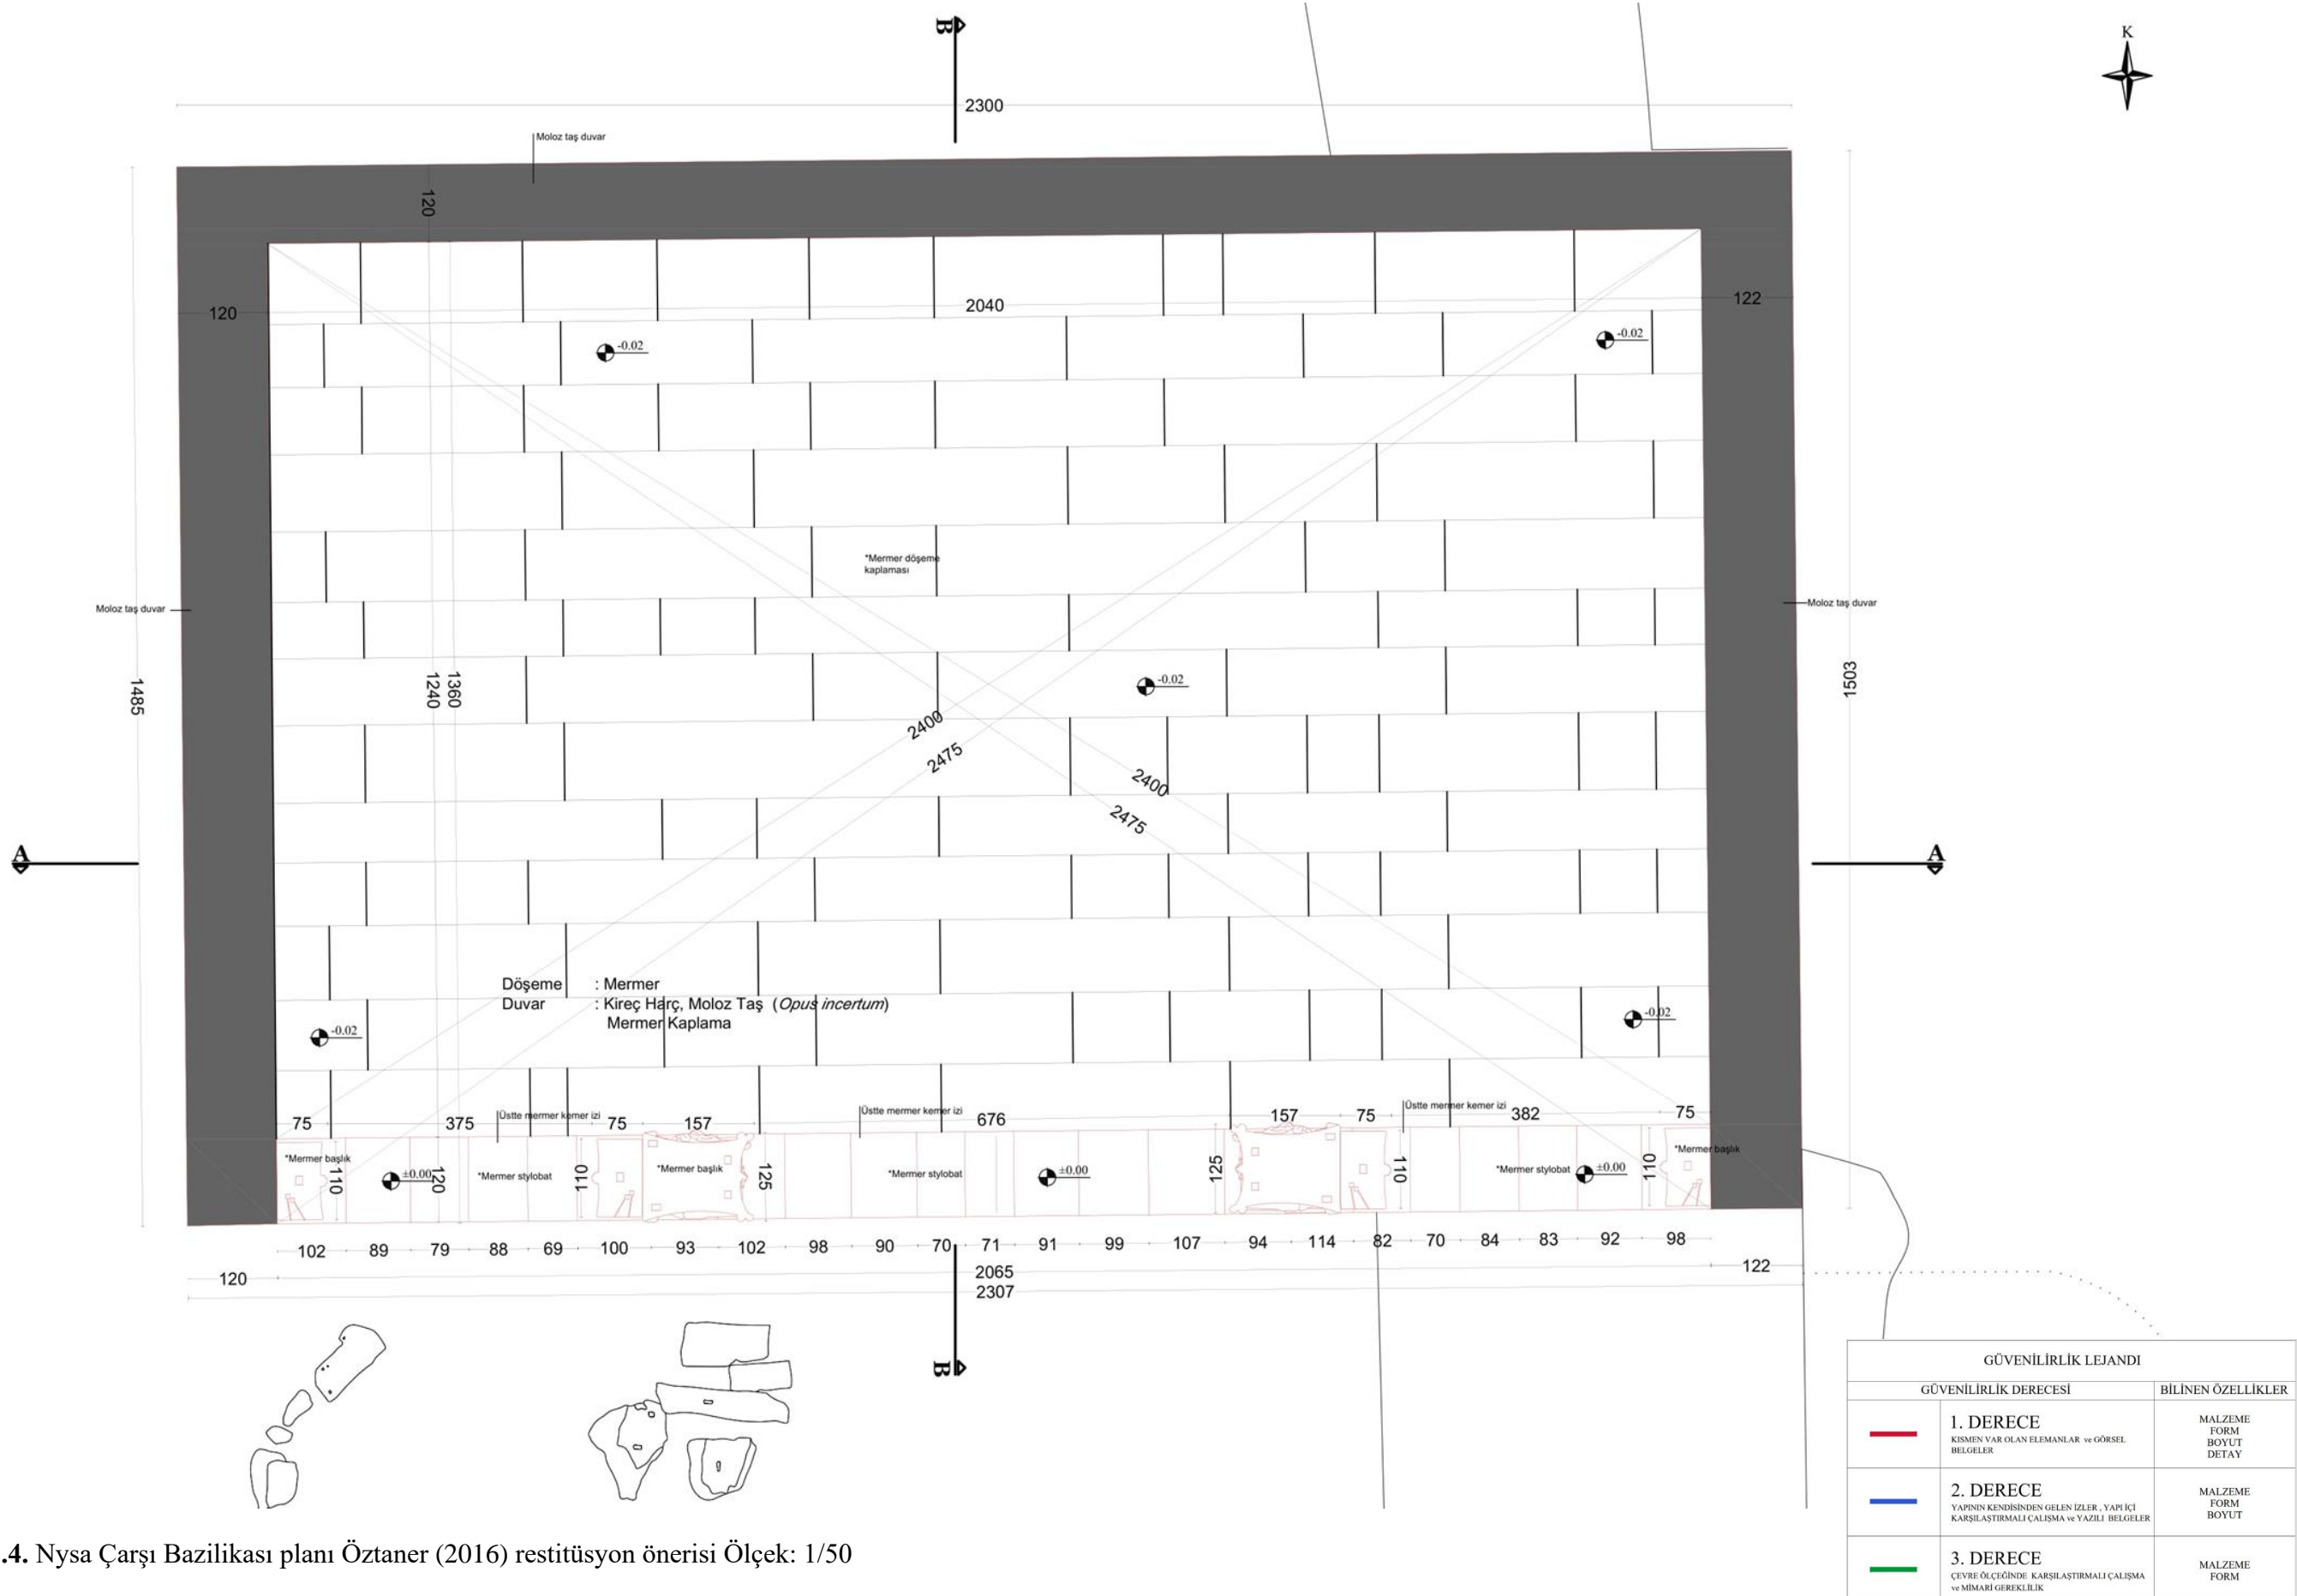 B
K
2300
Moloz taş duvar
120
120
2040
122
-0.02
-0.02
*Mermer döşeme
kaplaması
Moloz taş duvar
Moloz taş duvar
1485
1240
1360
1503
-0.02
2400
2475
2400
2475
A
A
Döşeme : Mermer
Duvar : Kireç Harç, Moloz Taş (Opus incertum)
Mermer Kaplama
-0.02
-0.02
75
375
Üstte mermer kemer izi
75
157
Üstte mermer kemer izi
676
157
75
Üstte mermer kemer izi
382
75
*Mermer başlık
110
±0.00
120
*Mermer stylobat
110
*Mermer başlık
125
*Mermer stylobat
±0.00
125
110
*Mermer stylobat
±0.00
110
*Mermer başlık
102 89 79 88 69 100 93 102 98 90 70 71 91 99 107 94 114 82 70 84 83 92 98
120
2065
122
2307
B
GÜVENİLİRLİK LEJANDI
GÜVENİLİRLİK DERECESİ
BİLİNEN ÖZELLİKLER
1. DERECE
KISMEN VAR OLAN ELEMANLAR ve GÖRSEL
BELGELER
MALZEME
FORM
BOYUT
DETAY
2. DERECE
YAPININ KENDİSİNDEN GELEN İZLER , YAPI İÇİ
KARŞILAŞTIRMALI ÇALIŞMA ve YAZILI BELGELER
MALZEME
FORM
BOYUT
3. DERECE
ÇEVRE ÖLÇEĞİNDE KARŞILAŞTIRMALI ÇALIŞMA
ve MİMARİ GEREKLİLİK
MALZEME
FORM
.4. Nysa Çarşı Bazilikası planı Öztaner (2016) restitüsyon önerisi Ölçek: 1/50